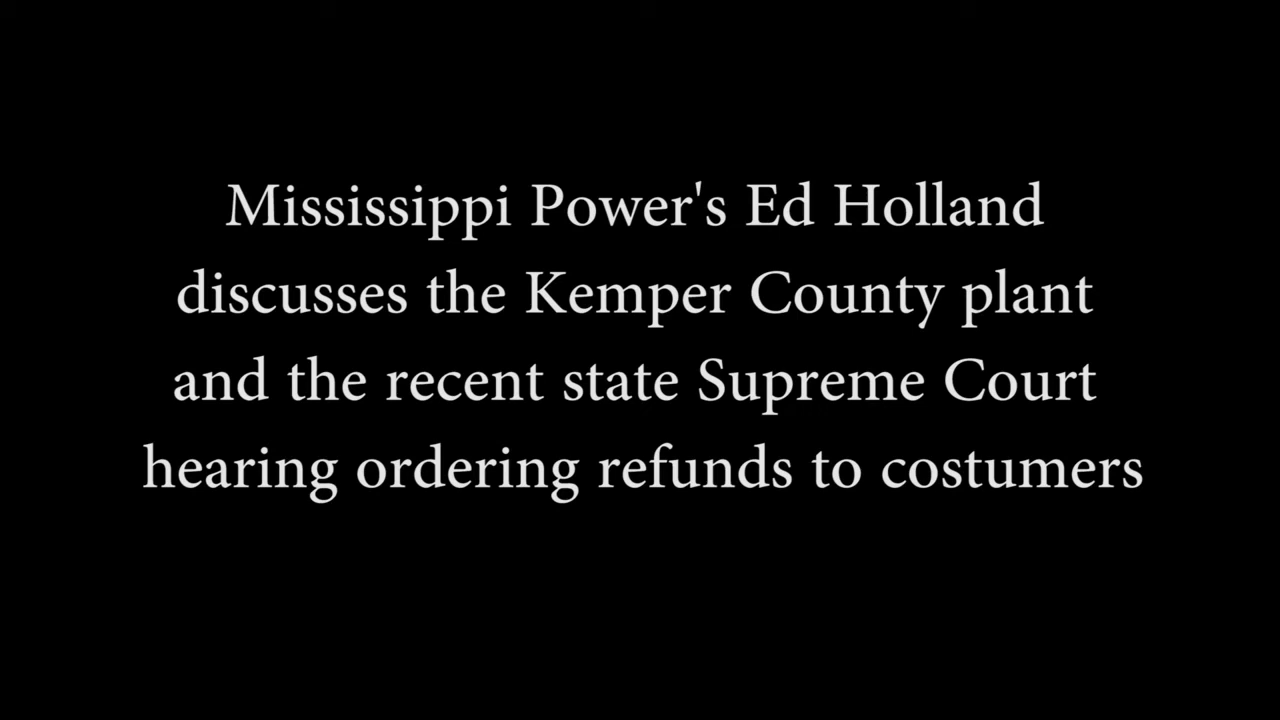 Mississippi Power's Ed Holland
discusses the Kemper County plant
and the recent state Supreme Court
hearing ordering refunds to costumers